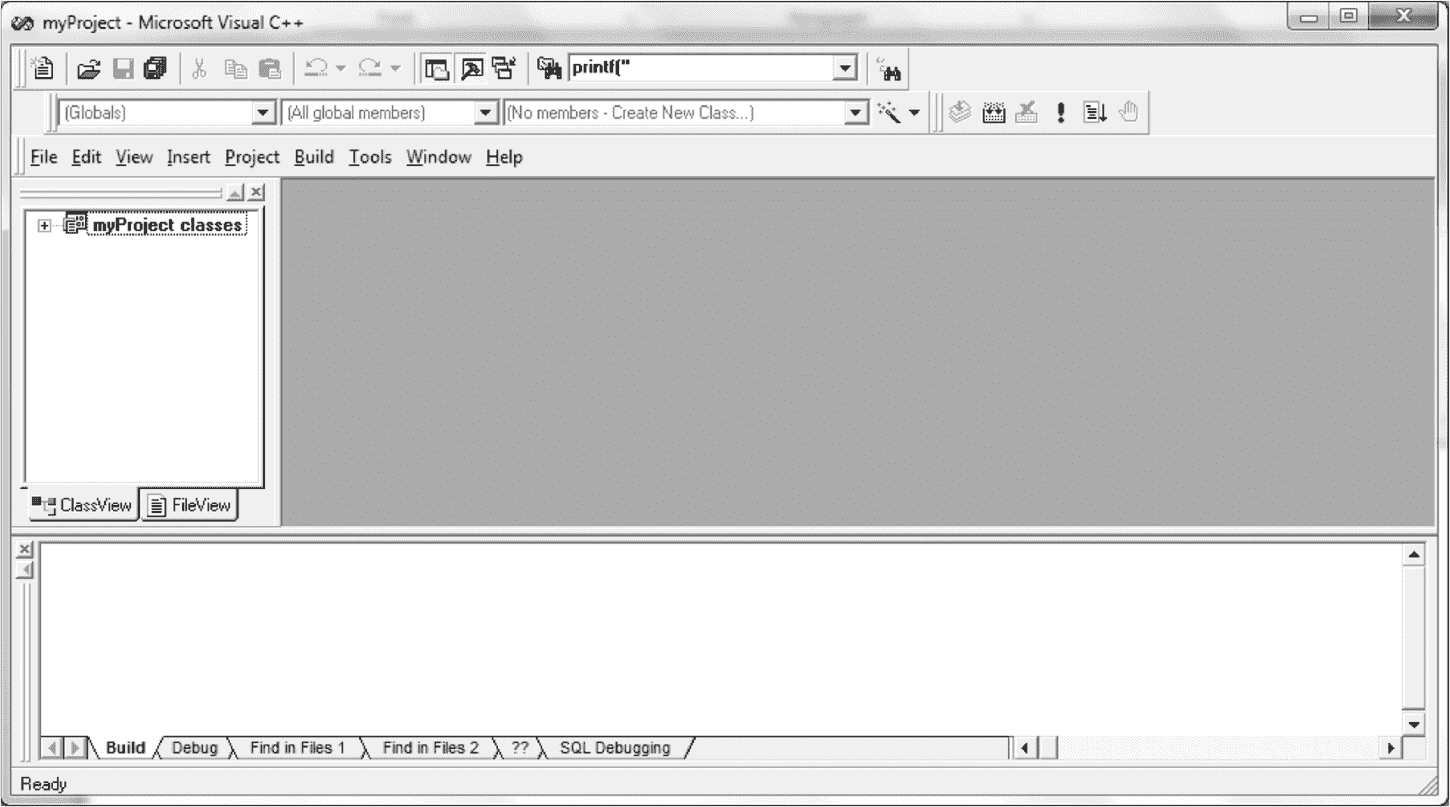 myProject - Microsoft Visual C++
printf("
(Globals) (All global members) (No members - Create New Class...)
File Edit View Insert Project Build Tools Window Help
myProject classes
ClassView FileView
Build Debug Find in Files 1 Find in Files 2 ?? SQL Debugging
Ready